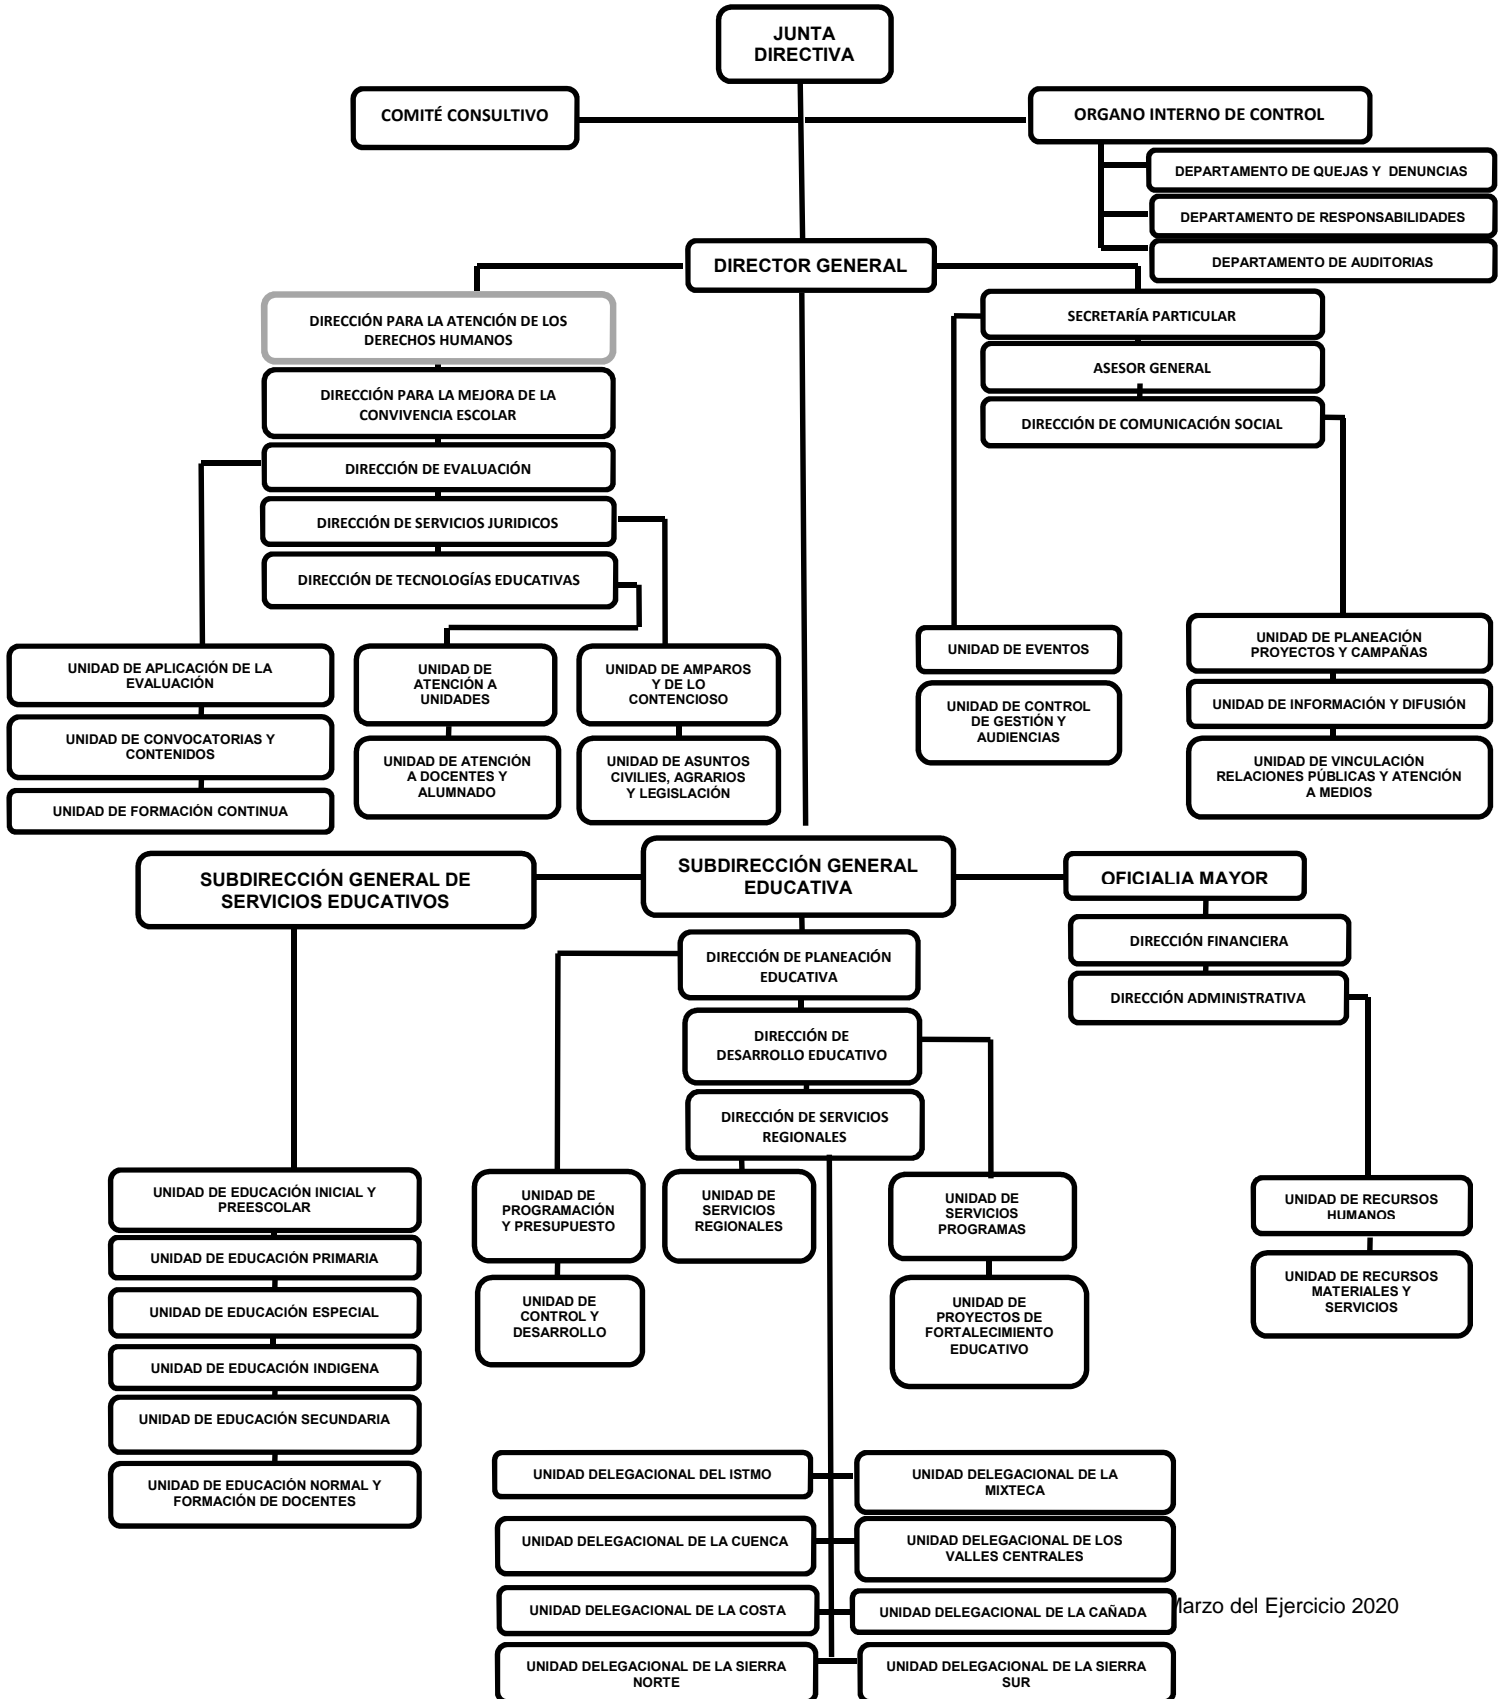 JUNTA
DIRECTIVA
COMITÉ CONSULTIVO
ORGANO INTERNO DE CONTROL
DEPARTAMENTO DE QUEJAS Y DENUNCIAS
DEPARTAMENTO DE RESPONSABILIDADES
DEPARTAMENTO DE AUDITORIAS
DIRECTOR GENERAL
DIRECCIÓN PARA LA ATENCIÓN DE LOS
DERECHOS HUMANOS
DIRECCIÓN PARA LA MEJORA DE LA
CONVIVENCIA ESCOLAR
DIRECCIÓN DE EVALUACIÓN
DIRECCIÓN DE SERVICIOS JURIDICOS
DIRECCIÓN DE TECNOLOGÍAS EDUCATIVAS
SECRETARÍA PARTICULAR
ASESOR GENERAL
DIRECCIÓN DE COMUNICACIÓN SOCIAL
UNIDAD DE APLICACIÓN DE LA
EVALUACIÓN
UNIDAD DE CONVOCATORIAS Y
CONTENIDOS
UNIDAD DE FORMACIÓN CONTINUA
UNIDAD DE
ATENCIÓN A
UNIDADES
UNIDAD DE ATENCIÓN
A DOCENTES Y
ALUMNADO
UNIDAD DE AMPAROS
Y DE LO
CONTENCIOSO
UNIDAD DE ASUNTOS
CIVILIES, AGRARIOS
Y LEGISLACIÓN
UNIDAD DE EVENTOS
UNIDAD DE CONTROL
DE GESTIÓN Y
AUDIENCIAS
UNIDAD DE PLANEACIÓN
PROYECTOS Y CAMPAÑAS
UNIDAD DE INFORMACIÓN Y DIFUSIÓN
UNIDAD DE VINCULACIÓN
RELACIONES PÚBLICAS Y ATENCIÓN
A MEDIOS
SUBDIRECCIÓN GENERAL DE
SERVICIOS EDUCATIVOS
SUBDIRECCIÓN GENERAL
EDUCATIVA
OFICIALIA MAYOR
DIRECCIÓN FINANCIERA
DIRECCIÓN ADMINISTRATIVA
DIRECCIÓN DE PLANEACIÓN
EDUCATIVA
DIRECCIÓN DE
DESARROLLO EDUCATIVO
DIRECCIÓN DE SERVICIOS
REGIONALES
UNIDAD DE EDUCACIÓN INICIAL Y
PREESCOLAR
UNIDAD DE EDUCACIÓN PRIMARIA
UNIDAD DE EDUCACIÓN ESPECIAL
UNIDAD DE EDUCACIÓN INDIGENA
UNIDAD DE EDUCACIÓN SECUNDARIA
UNIDAD DE EDUCACIÓN NORMAL Y
FORMACIÓN DE DOCENTES
UNIDAD DE
PROGRAMACIÓN
Y PRESUPUESTO
UNIDAD DE
CONTROL Y
DESARROLLO
UNIDAD DE
SERVICIOS
REGIONALES
UNIDAD DE
SERVICIOS
PROGRAMAS
UNIDAD DE
PROYECTOS DE
FORTALECIMIENTO
EDUCATIVO
UNIDAD DE RECURSOS
HUMANOS
UNIDAD DE RECURSOS
MATERIALES Y
SERVICIOS
UNIDAD DELEGACIONAL DEL ISTMO
UNIDAD DELEGACIONAL DE LA
MIXTECA
UNIDAD DELEGACIONAL DE LA CUENCA
UNIDAD DELEGACIONAL DE LOS
VALLES CENTRALES
UNIDAD DELEGACIONAL DE LA COSTA
UNIDAD DELEGACIONAL DE LA CAÑADA
Marzo del Ejercicio 2020
UNIDAD DELEGACIONAL DE LA SIERRA
NORTE
UNIDAD DELEGACIONAL DE LA SIERRA
SUR